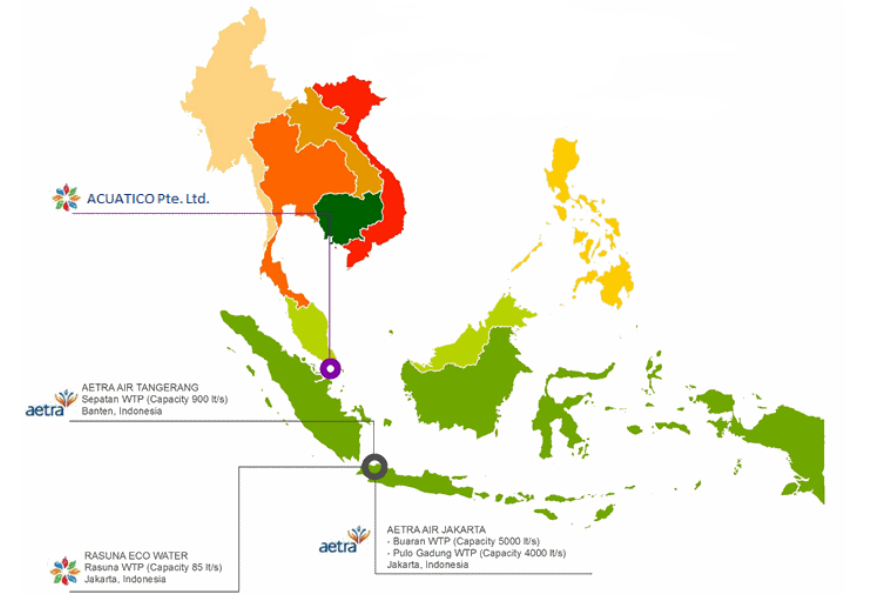 ACUATICO Pte. Ltd.
aetra
AETRA AIR TANGERANG
Sepatan WTP (Capacity 900 lt/s)
Banten, Indonesia
aetra
AETRA AIR JAKARTA
- Buaran WTP (Capacity 5000 lt/s)
- Pulo Gadung WTP (Capacity 4000 lt/s)
Jakarta, Indonesia
RASUNA ECO WATER
Rasuna WTP (Capacity 85 lt/s)
Jakarta, Indonesia